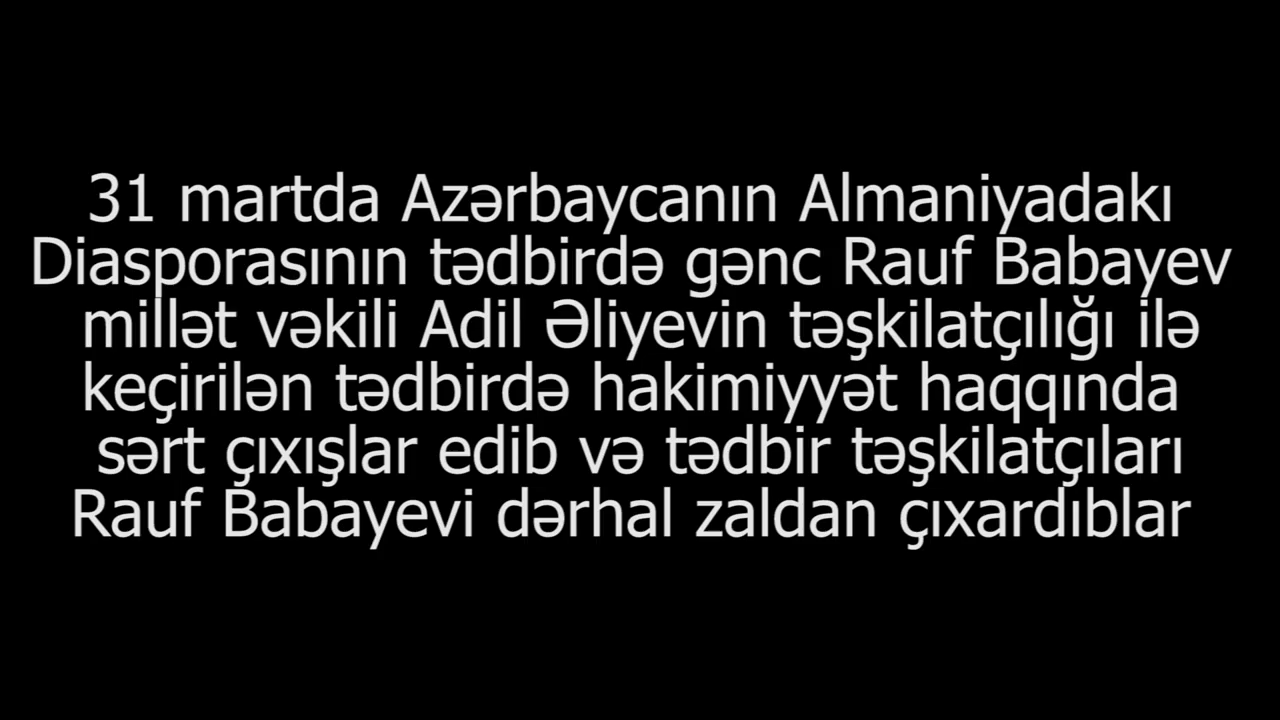 31 martda Azərbaycanın Almaniyadakı
Diasporasının tədbirdə gənc Rauf Babayev
millət vəkili Adil Əliyevin təşkilatçılığı ilə
keçirilən tədbirdə hakimiyyət haqqında
sərt çıxışlar edib və tədbir təşkilatçıları
Rauf Babayevi dərhal zaldan çıxardıblar